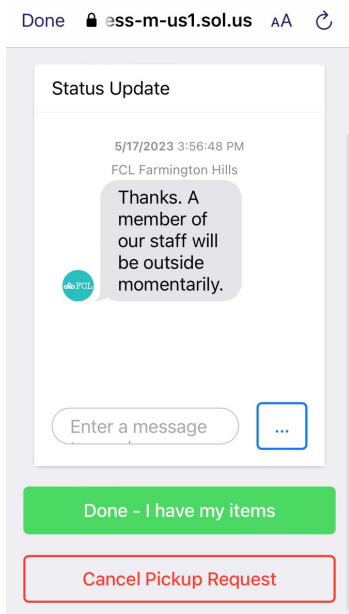 Done ess-m-us1.sol.us AA
Status Update
5/17/2023 3:56:48 PM
FCL Farmington Hills
Thanks. A
member of
our staff will
be outside
momentarily.
FCL
Enter a message
...
Done - I have my items
Cancel Pickup Request